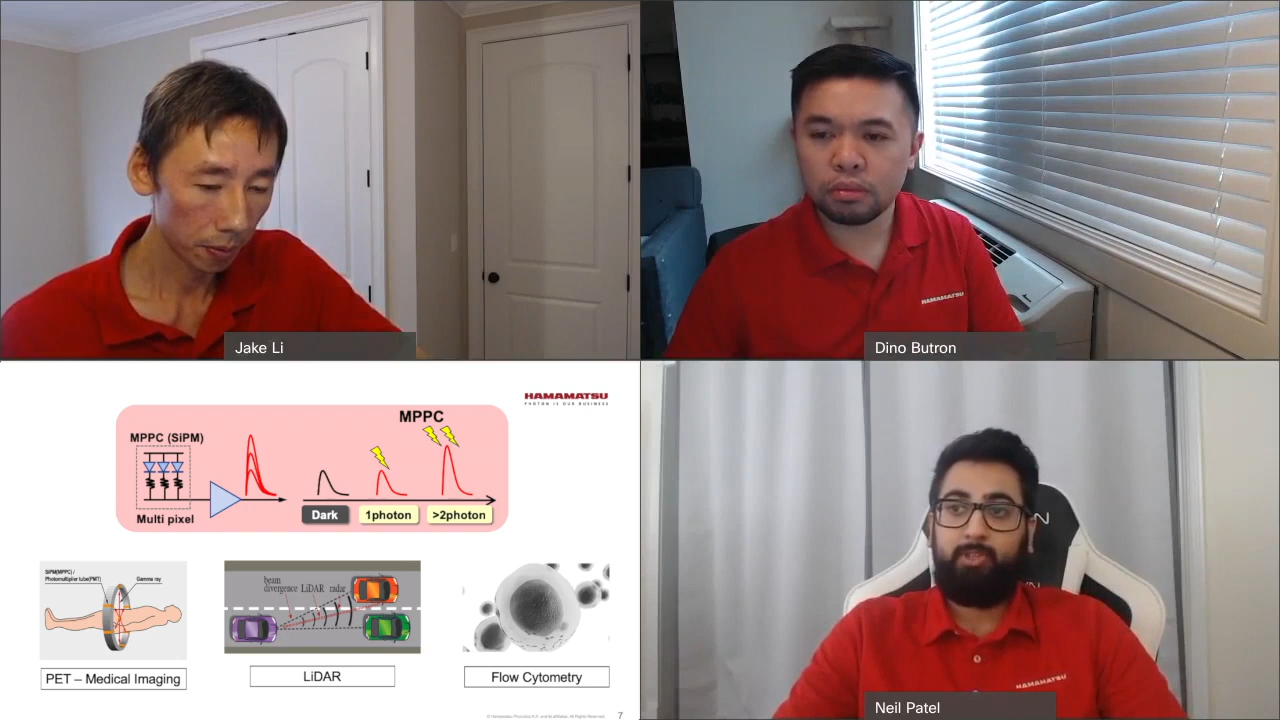 Jake Li
HAMAMATSU
Dino Butron
HAMAMATSU
PHOTON IS OUR BUSINESS
MPPC
MPPC (SiPM)
Multi pixel
Dark
1photon
>2photon
SiPM(MPPC) /
Photomultiplier tube(PMT)
Gamma ray
beam
divergence LiDAR radar
PET – Medical Imaging
LiDAR
Flow Cytometry
7
HAMAMATSU
Neil Patel